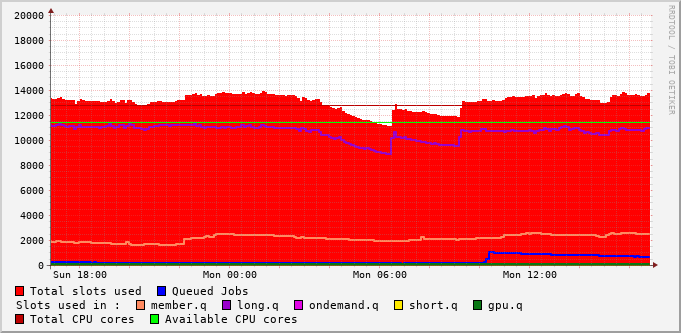 20000
18000
16000
14000
12000
10000
8000
6000
4000
2000
0
Sun 18:00 Mon 00:00 Mon 06:00 Mon 12:00
Total slots used Queued Jobs
Slots used in : member.q long.q ondemand.q short.q gpu.q
Total CPU cores Available CPU cores
RRDTOOL / TOBI OETIKER